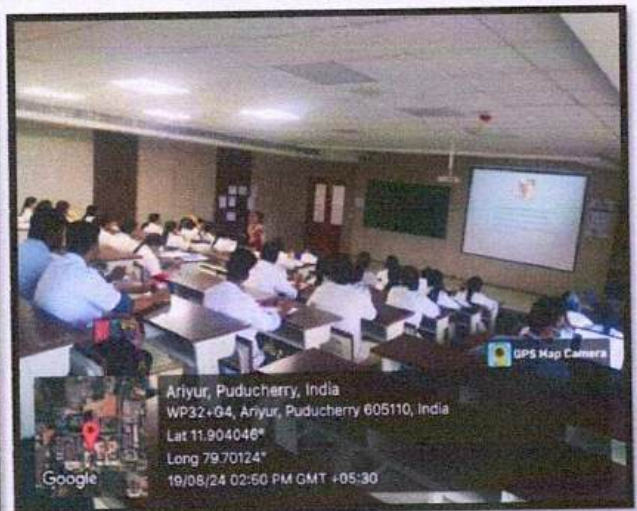 GPS Map Camera
Ariyur, Puducherry, India
WP32+G4, Ariyur, Puducherry 605110, India
Lat 11.904046°
Long 79.70124°
19/08/24 02:50 PM GMT +05:30
Google